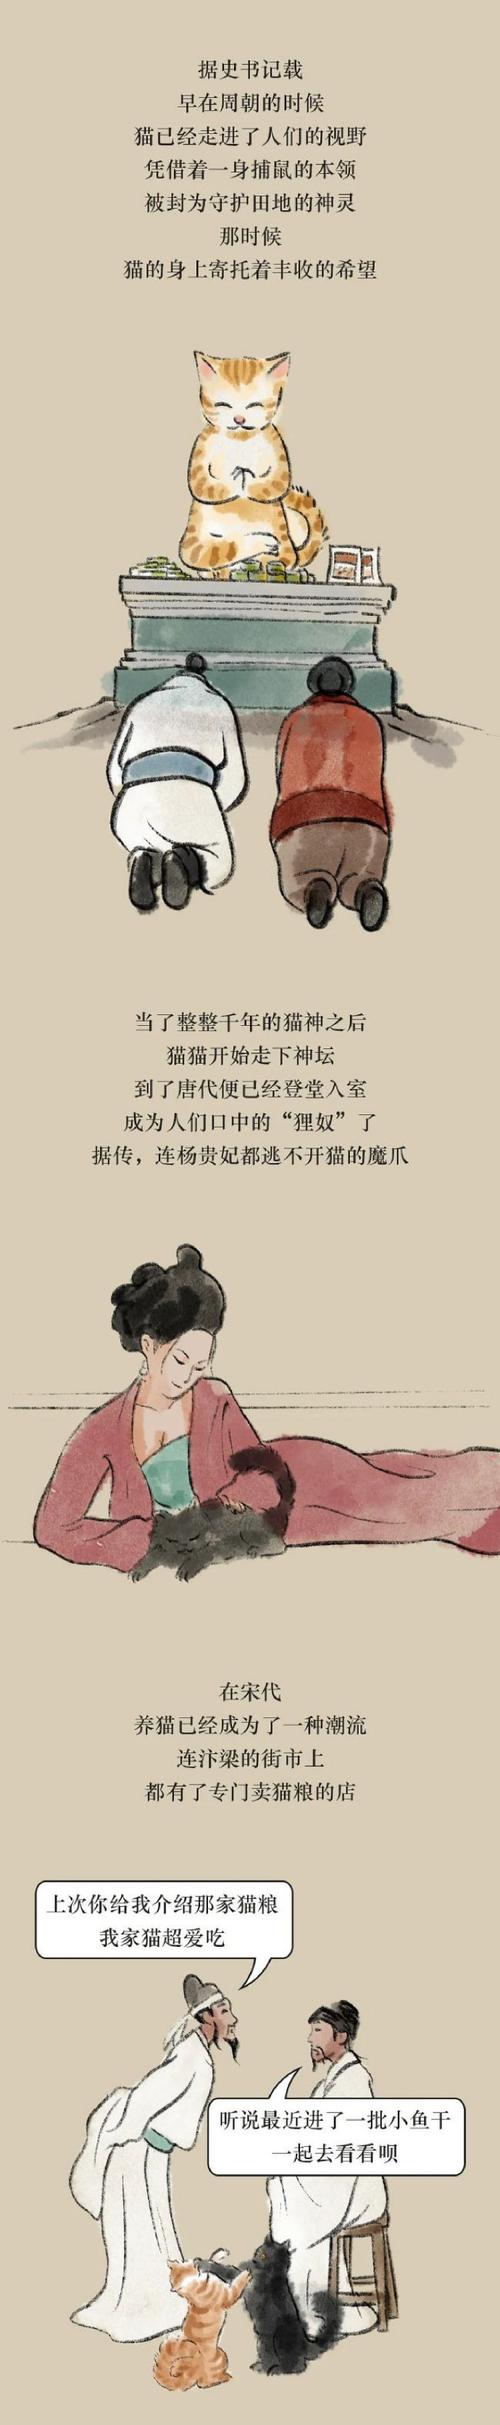 据史书记载
早在周朝的时候
猫已经走进了人们的视野
凭借着一身捕鼠的本领
被封为守护田地的神灵
那时候
猫的身上寄托着丰收的希望
当了整整千年的猫神之后
猫猫开始走下神坛
到了唐代便已经登堂入室
成为人们口中的“狸奴”了
据传，连杨贵妃都逃不开猫的魔爪
在宋代
养猫已经成为了一种潮流
连汴梁的街市上
都有了专门卖猫粮的店
上次你给我介绍那家猫粮
我家猫超爱吃
听说最近进了一批小鱼干
一起去看看呗